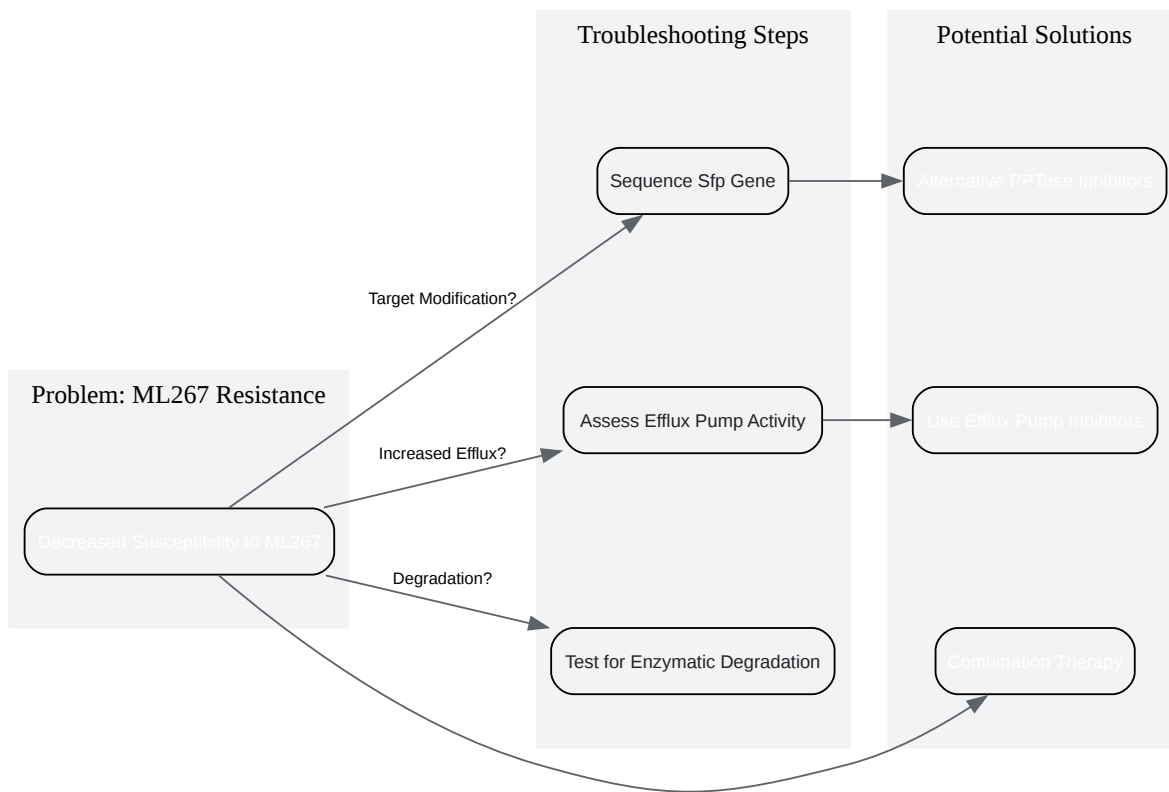 Troubleshooting Steps
Potential Solutions
Sequence Sfp Gene
Alternative PPTase Inhibitors
Target Modification?
Problem: ML267 Resistance
Assess Efflux Pump Activity
Use Efflux Pump Inhibitors
Increased Efflux?
Decreased Susceptibility to ML267
Degradation?
Test for Enzymatic Degradation
Combination Therapy